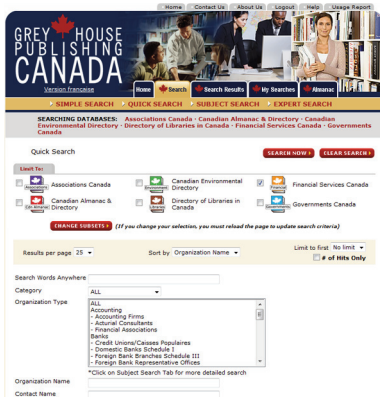 Home Contact Us About Us Logout Help Usage Report
GREY HOUSE
PUBLISHING
CANADA
Version française
Home Search Search Results My Searches Almanac
SIMPLE SEARCH QUICK SEARCH SUBJECT SEARCH EXPERT SEARCH
SEARCHING DATABASES: Associations Canada · Canadian Almanac & Directory · Canadian
Environmental Directory · Directory of Libraries in Canada · Financial Services Canada · Governments
Canada
Quick Search SEARCH NOW CLEAR SEARCH
Limit To:
Associations Associations Canada Environment Canadian Environmental Directory Financial Financial Services Canada
Cdn Almanac Canadian Almanac & Directory Libraries Directory of Libraries in Canada Governments Governments Canada
CHANGE SUBSETS (If you change your selection, you must reload the page to update search criteria)
Results per page 25 Sort by Organization Name Limit to first No limit
# of Hits Only
Search Words Anywhere
Category ALL
Organization Type ALL
Accounting
- Accounting Firms
- Acturial Consultants
- Financial Associations
Banks
- Credit Unions/Caisses Populaires
- Domestic Banks Schedule I
- Foreign Bank Branches Schedule III
- Foreign Bank Representative Offices
*Click on Subject Search Tab for more detailed search
Organization Name
Contact Name